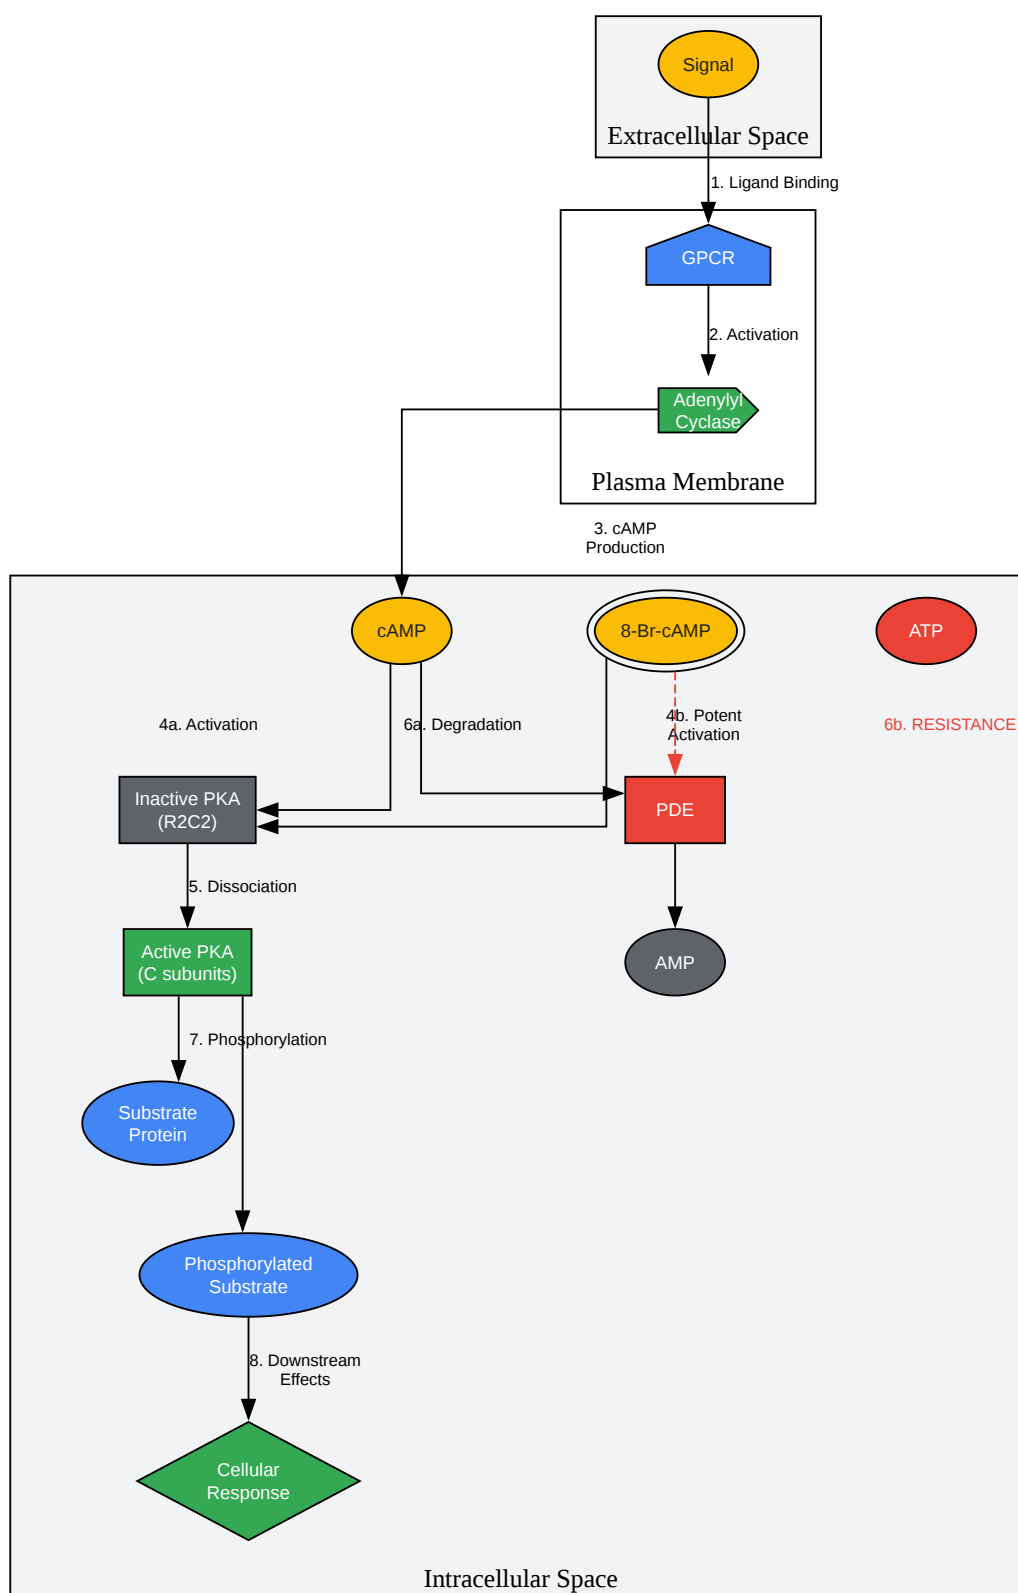 Signal
Extracellular Space
1. Ligand Binding
GPCR
2. Activation
Adenylyl
Cyclase
Plasma Membrane
3. cAMP
Production
cAMP
8-Br-cAMP
ATP
4a. Activation
6a. Degradation
4b. Potent
Activation
6b. RESISTANCE
Inactive PKA
(R2C2)
PDE
5. Dissociation
Active PKA
(C subunits)
AMP
7. Phosphorylation
Substrate
Protein
Phosphorylated
Substrate
8. Downstream
Effects
Cellular
Response
Intracellular Space